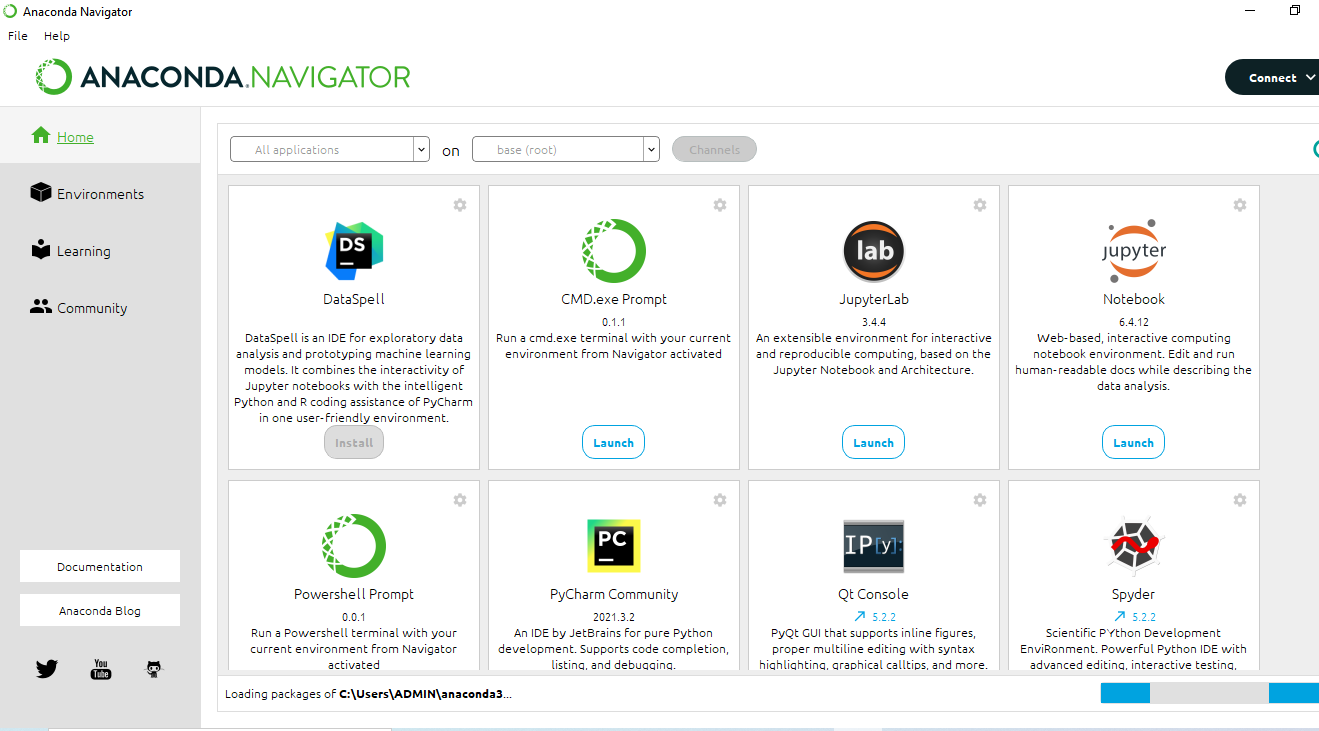 Anaconda Navigator
File Help
ANACONDA.NAVIGATOR
Connect
Home
All applications on base (root) Channels
Environments
Learning
Community
Documentation
Anaconda Blog
You
Tube
DS
DataSpell
DataSpell is an IDE for exploratory data
analysis and prototyping machine learning
models. It combines the interactivity of
Jupyter notebooks with the intelligent
Python and R coding assistance of PyCharm
in one user-friendly environment.
Install
CMD.exe Prompt
0.1.1
Run a cmd.exe terminal with your current
environment from Navigator activated
Launch
lab
JupyterLab
3.4.4
An extensible environment for interactive
and reproducible computing, based on the
Jupyter Notebook and Architecture.
Launch
jupyter
Notebook
6.4.12
Web-based, interactive computing
notebook environment. Edit and run
human-readable docs while describing the
data analysis.
Launch
Powershell Prompt
0.0.1
Run a Powershell terminal with your
current environment from Navigator
activated
PC
PyCharm Community
2021.3.2
An IDE by JetBrains for pure Python
development. Supports code completion,
listing, and debugging.
IP[y]:
Qt Console
5.2.2
PyQt GUI that supports inline figures,
proper multiline editing with syntax
highlighting, graphical calltips, and more.
Spyder
5.2.2
Scientific PYthon Development
EnviRonment. Powerful Python IDE with
advanced editing, interactive testing,
Loading packages of C:\Users\ADMIN\anaconda3...